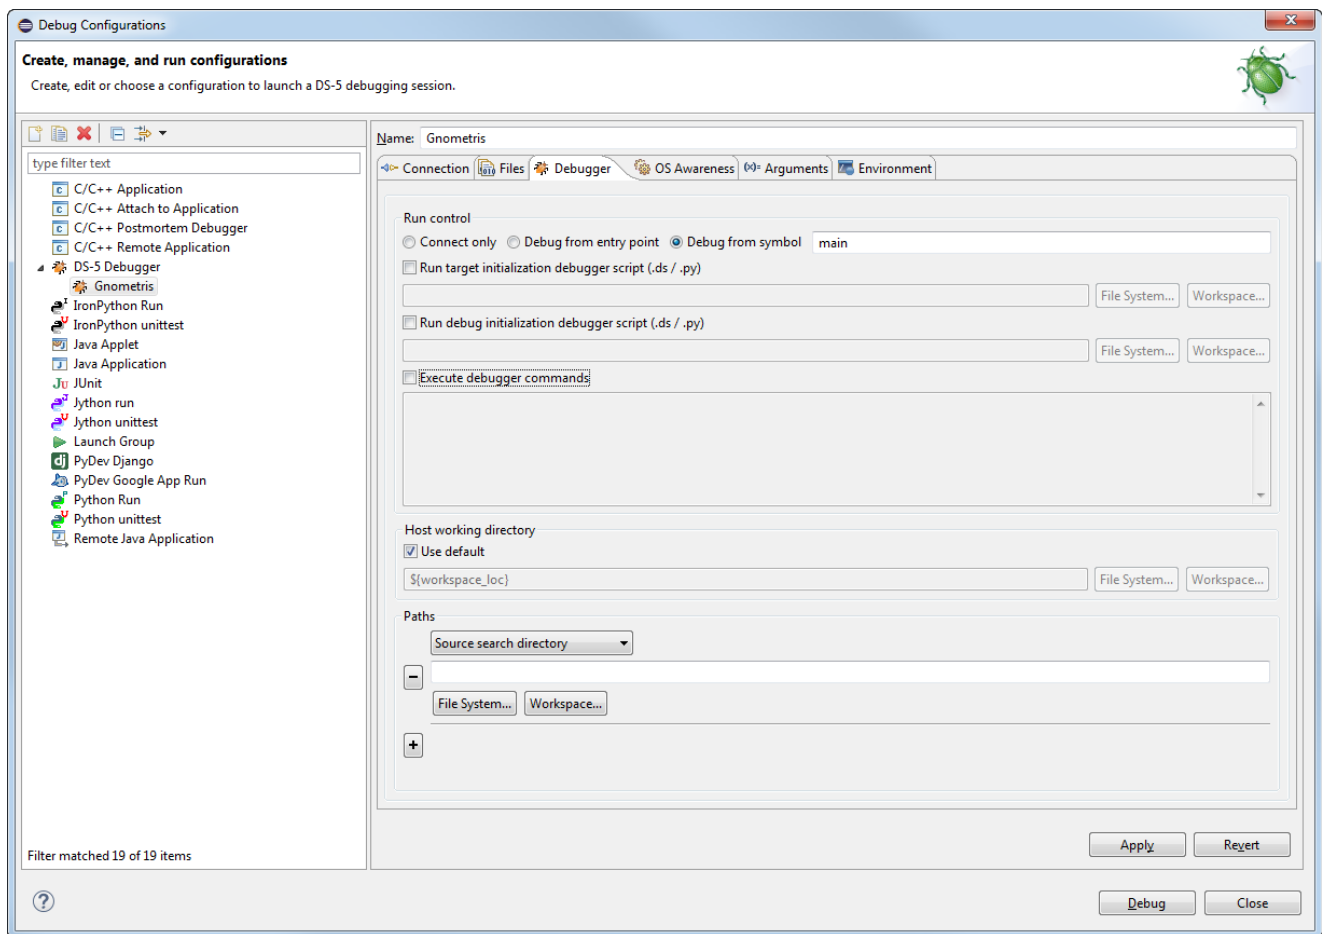 Debug Configurations
x
Create, manage, and run configurations
Create, edit or choose a configuration to launch a DS-5 debugging session.
type filter text
C/C++ Application
C/C++ Attach to Application
C/C++ Postmortem Debugger
C/C++ Remote Application
DS-5 Debugger
Gnometris
IronPython Run
IronPython unittest
Java Applet
Java Application
JUnit
Jython run
Jython unittest
Launch Group
PyDev Django
PyDev Google App Run
Python Run
Python unittest
Remote Java Application
Filter matched 19 of 19 items
Name: Gnometris
Connection Files Debugger OS Awareness (x)= Arguments Environment
Run control
Connect only Debug from entry point Debug from symbol main
Run target initialization debugger script (.ds / .py)
File System... Workspace...
Run debug initialization debugger script (.ds / .py)
File System... Workspace...
Execute debugger commands
Host working directory
Use default
${workspace_loc} File System... Workspace...
Paths
Source search directory
−
File System... Workspace...
+
Apply Revert
? Debug Close